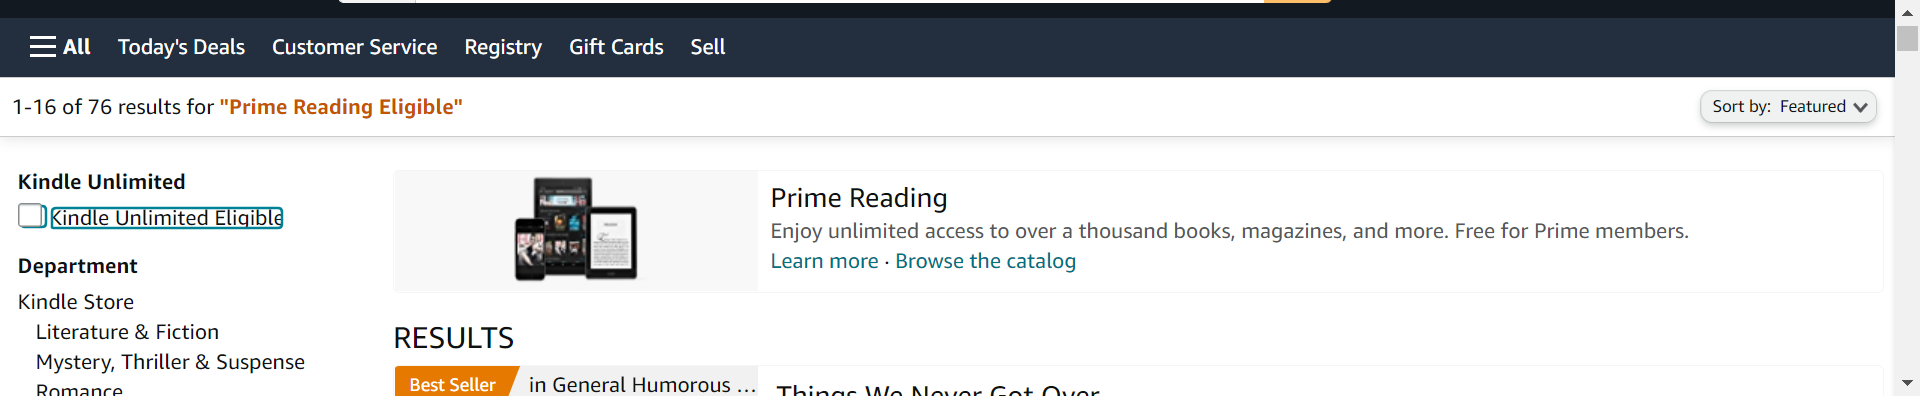 All Today's Deals Customer Service Registry Gift Cards Sell
1-16 of 76 results for "Prime Reading Eligible"
Sort by: Featured
Kindle Unlimited
Kindle Unlimited Eligible
Department
Kindle Store
Literature & Fiction
Mystery, Thriller & Suspense
Romance
Prime Reading
Enjoy unlimited access to over a thousand books, magazines, and more. Free for Prime members.
Learn more · Browse the catalog
RESULTS
Best Seller in General Humorous ...
Things We Never Got Over